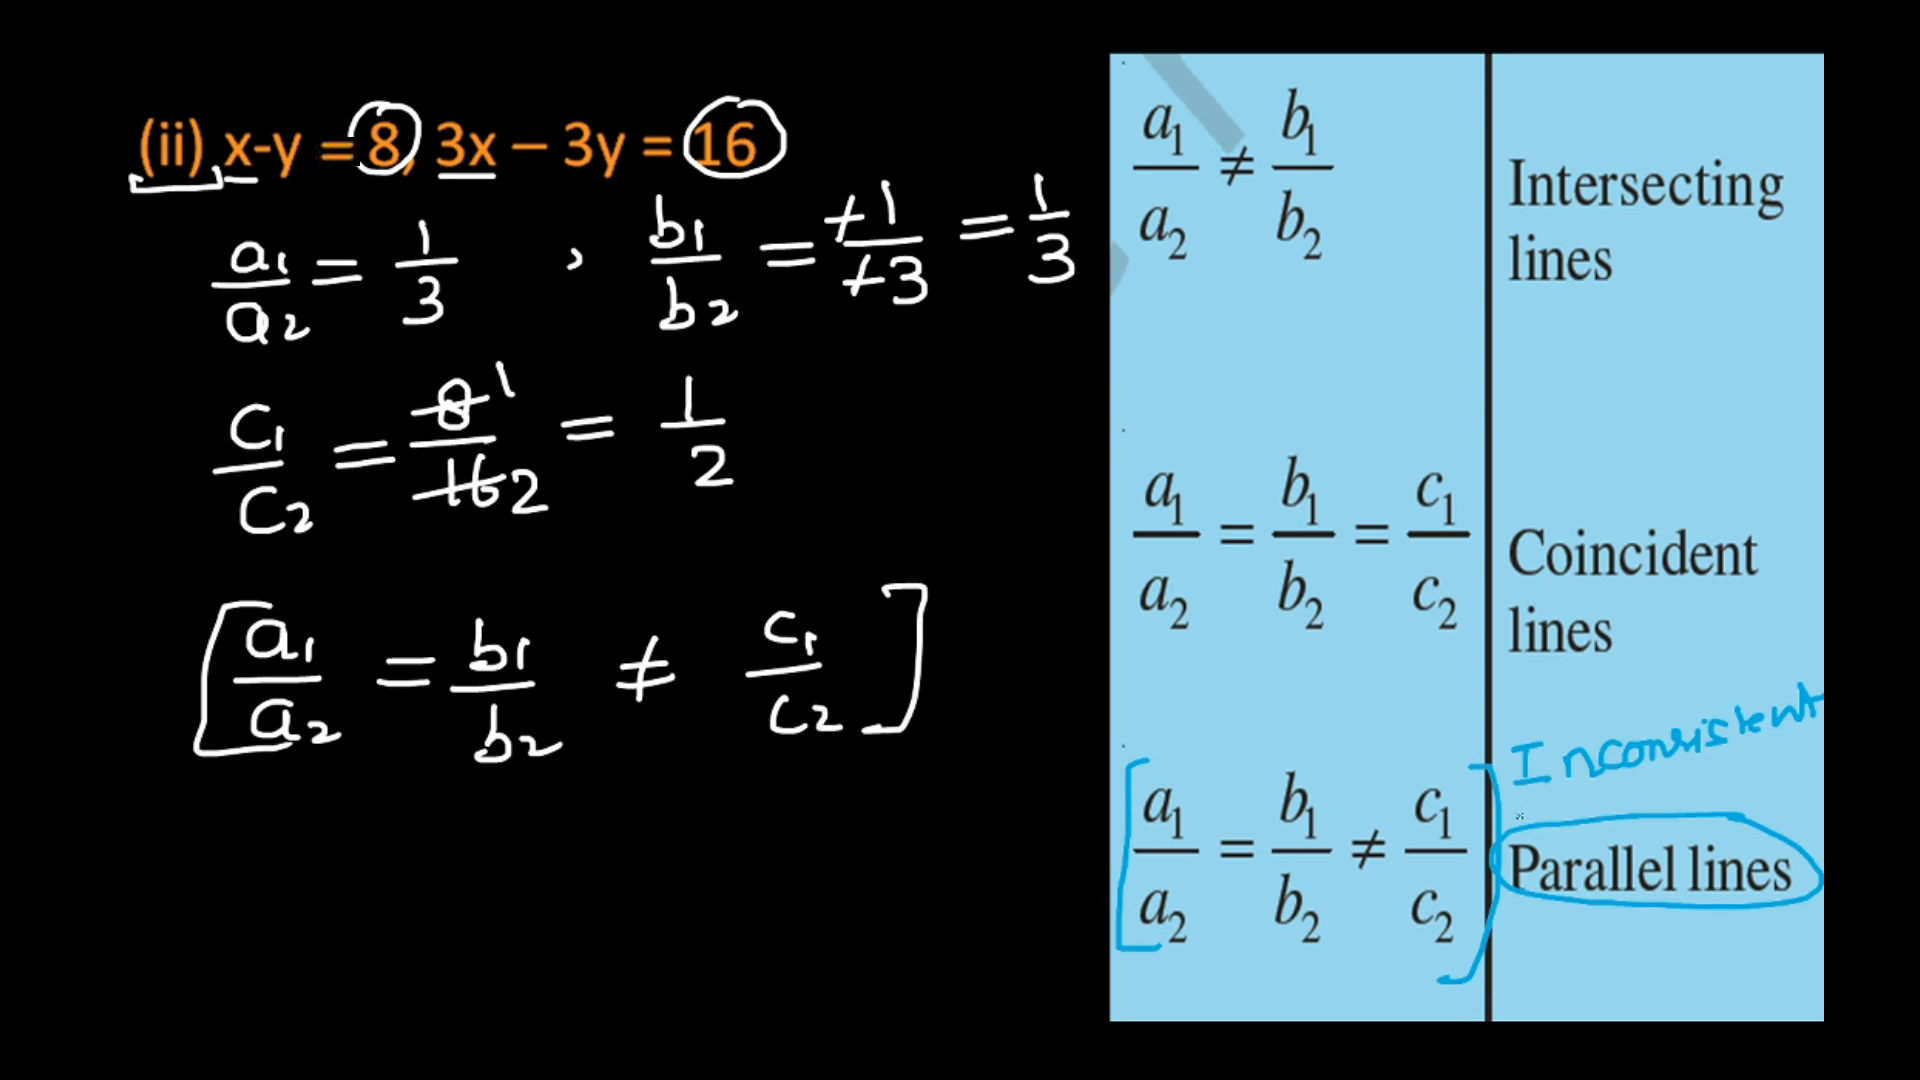 (ii) x-y = 8, 3x – 3y = 16
a₁/a₂ = 1/3 , b₁/b₂ = +1/+3 = 1/3
c₁/c₂ = 8 1/16 2 = 1/2
[a₁/a₂ = b₁/b₂ ≠ c₁/c₂]
a₁/a₂ ≠ b₁/b₂
Intersecting
lines
a₁/a₂ = b₁/b₂ = c₁/c₂
Coincident
lines
Inconsistent
[a₁/a₂ = b₁/b₂ ≠ c₁/c₂]
Parallel lines